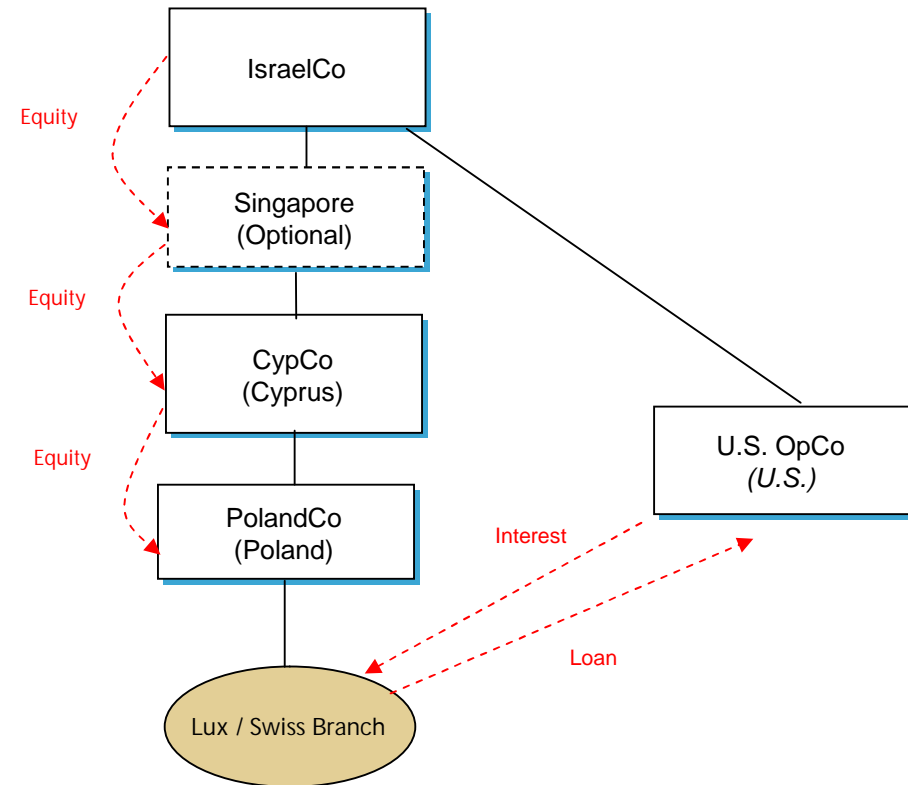 IsraelCo
Equity
Singapore
(Optional)
Equity
CypCo
(Cyprus)
Equity
U.S. OpCo
(U.S.)
PolandCo
(Poland)
Interest
Loan
Lux / Swiss Branch